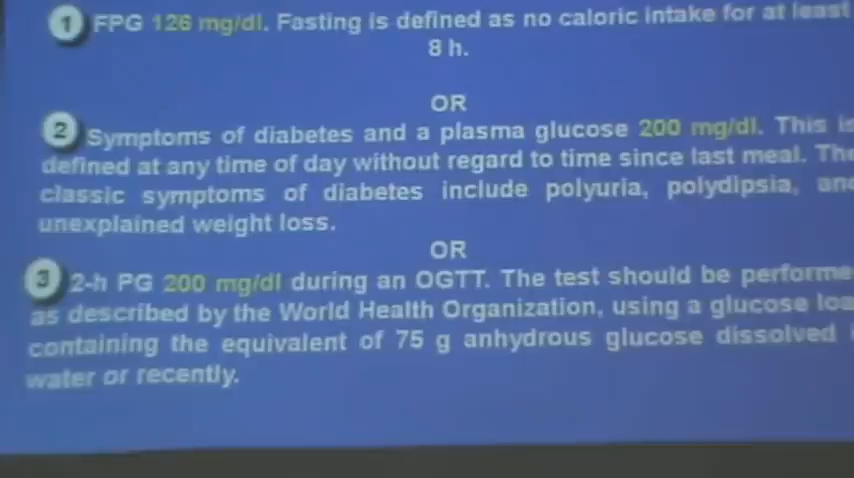 1 FPG 126 mg/dl. Fasting is defined as no caloric intake for at least
8 h.
OR
2 Symptoms of diabetes and a plasma glucose 200 mg/dl. This is
defined at any time of day without regard to time since last meal. The
classic symptoms of diabetes include polyuria, polydipsia, and
unexplained weight loss.
OR
3 2-h PG 200 mg/dl during an OGTT. The test should be performe
as described by the World Health Organization, using a glucose loa
containing the equivalent of 75 g anhydrous glucose dissolved
water or recently.